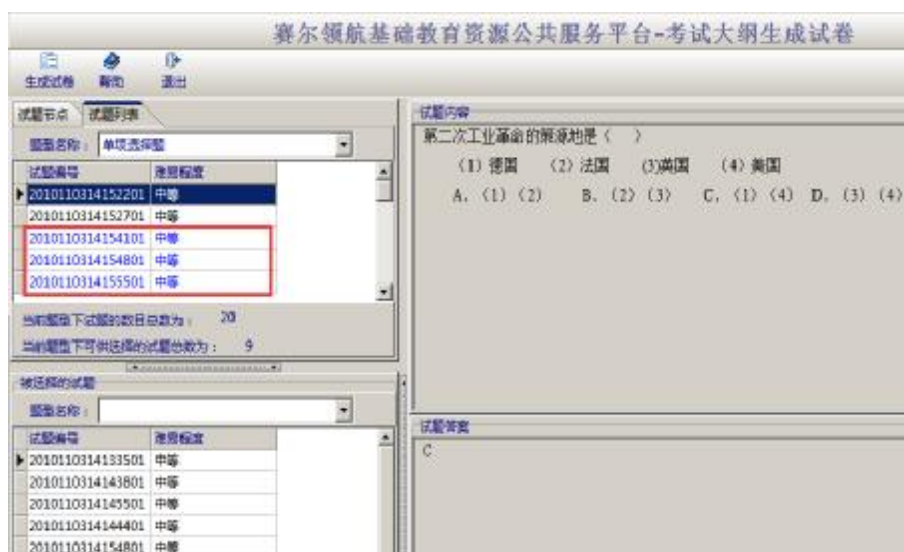 赛尔领航基础教育资源公共服务平台-考试大纲生成试卷
生成试卷 帮助 退出
试题节点 试题列表
题型名称： 单项选择题
试题编号 难易程度
2010110314152201 中等
2010110314152701 中等
2010110314154101 中等
2010110314154801 中等
2010110314155501 中等
当前题型下试题的数目总数为： 20
当前题型下可供选择的试题总数为： 9
被选择的试题
题型名称：
试题编号 难易程度
2010110314133501 中等
2010110314143801 中等
2010110314145501 中等
2010110314144401 中等
2010110314154801 中等
试题内容
第二次工业革命的策源地是（ ）
（1）德国 （2）法国 (3)英国 （4）美国
A.（1）（2） B.（2）（3） C.（1）（4） D.（3）（4）
试题答案
C